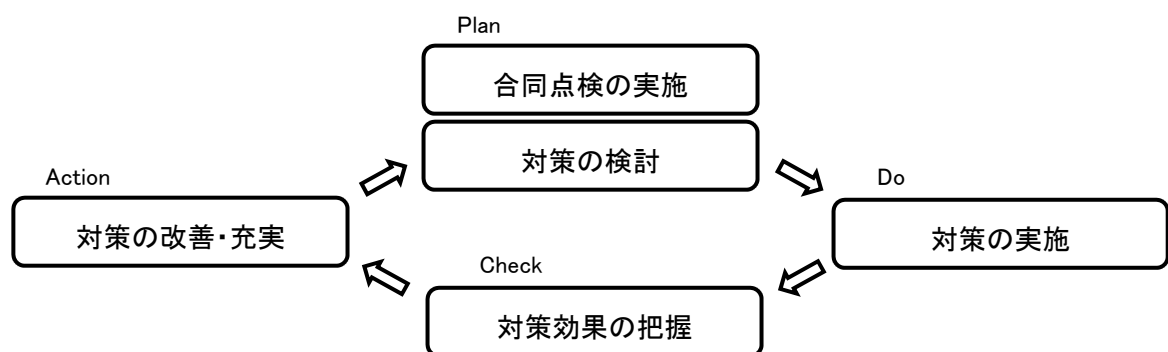 Plan
合同点検の実施
対策の検討
Action
対策の改善・充実
Do
対策の実施
Check
対策効果の把握